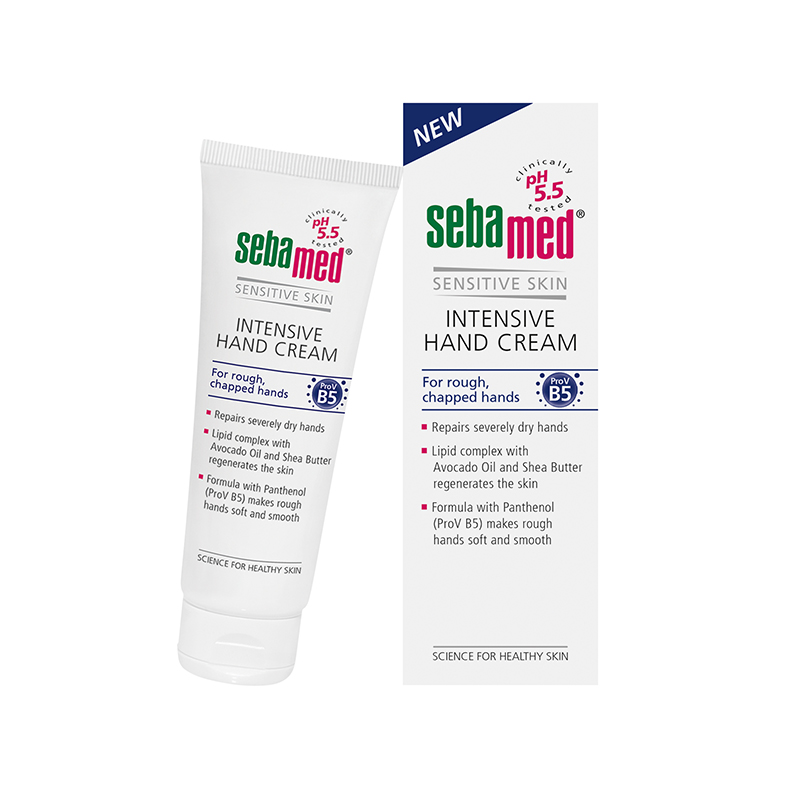 clinically
pH
5.5
tested
sebamed®
SENSITIVE SKIN
INTENSIVE
HAND CREAM
For rough,
chapped hands
ProV
B5
Repairs severely dry hands
Lipid complex with
Avocado Oil and Shea Butter
regenerates the skin
Formula with Panthenol
(ProV B5) makes rough
hands soft and smooth
SCIENCE FOR HEALTHY SKIN
NEW
clinically
pH
5.5
tested
sebamed®
SENSITIVE SKIN
INTENSIVE
HAND CREAM
For rough,
chapped hands
ProV
B5
Repairs severely dry hands
Lipid complex with
Avocado Oil and Shea Butter
regenerates the skin
Formula with Panthenol
(ProV B5) makes rough
hands soft and smooth
SCIENCE FOR HEALTHY SKIN